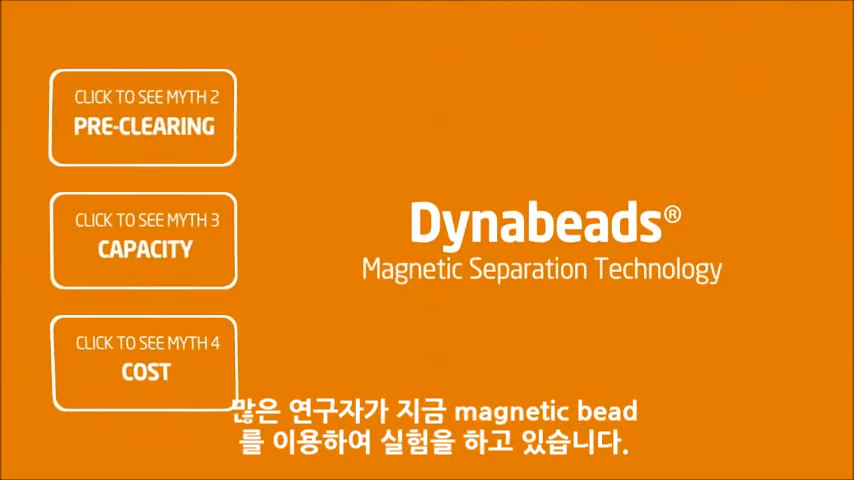 CLICK TO SEE MYTH 2
PRE-CLEARING
CLICK TO SEE MYTH 3
CAPACITY
CLICK TO SEE MYTH 4
COST
Dynabeads®
Magnetic Separation Technology
많은 연구자가 지금 magnetic bead
를 이용하여 실험을 하고 있습니다.